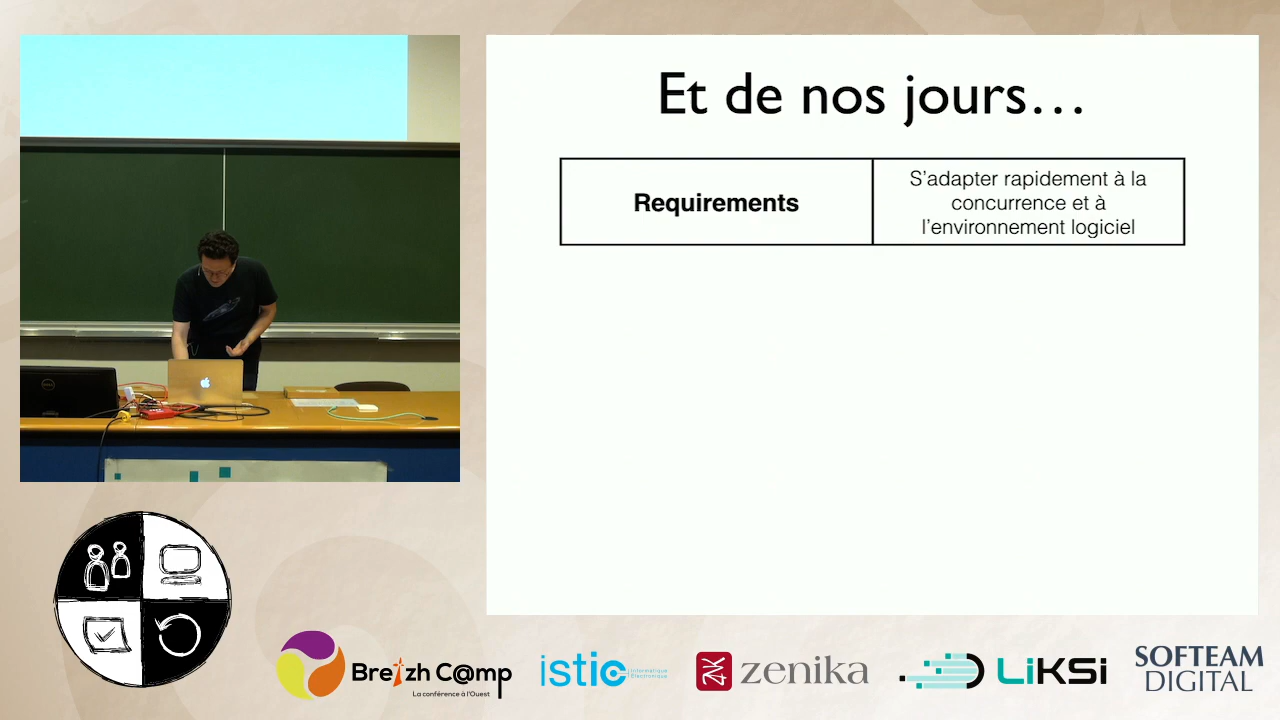 Et de nos jours…
Requirements
S’adapter rapidement à la
concurrence et à
l’environnement logiciel
Breizh C@mp
La conférence à l'Ouest
istic
Informatique
Électronique
zenika
LiKSi
SOFTEAM
DIGITAL